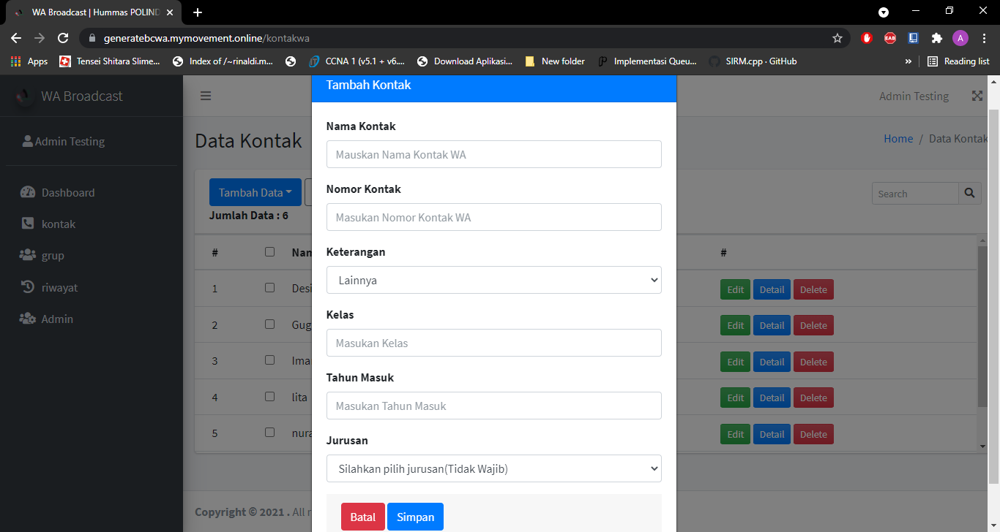 WA Broadcast | Hummas POLIND
generatebcwa.mymovement.online/kontakwa
A
Apps
Tensei Shitara Slime...
Index of /~rinaldi.m...
CCNA 1 (v5.1 + v6....
Download Aplikasi...
New folder
Implementasi Queu...
SIRM.cpp · GitHub
»
Reading list
WA Broadcast
Admin Testing
Dashboard
kontak
grup
riwayat
Admin
Admin Testing
Data Kontak
Home / Data Kontak
Tambah Data
Jumlah Data : 6
Search
# Nam #
1 Desi Edit Detail Delete
2 Gug Edit Detail Delete
3 Ima Edit Detail Delete
4 lita Edit Detail Delete
5 nura Edit Detail Delete
Copyright © 2021 . All r
Tambah Kontak
Nama Kontak
Mauskan Nama Kontak WA
Nomor Kontak
Masukan Nomor Kontak WA
Keterangan
Lainnya
Kelas
Masukan Kelas
Tahun Masuk
Masukan Tahun Masuk
Jurusan
Silahkan pilih jurusan(Tidak Wajib)
Batal Simpan